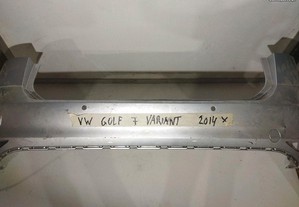 VW GOLF 7 VARIANT 2014 X